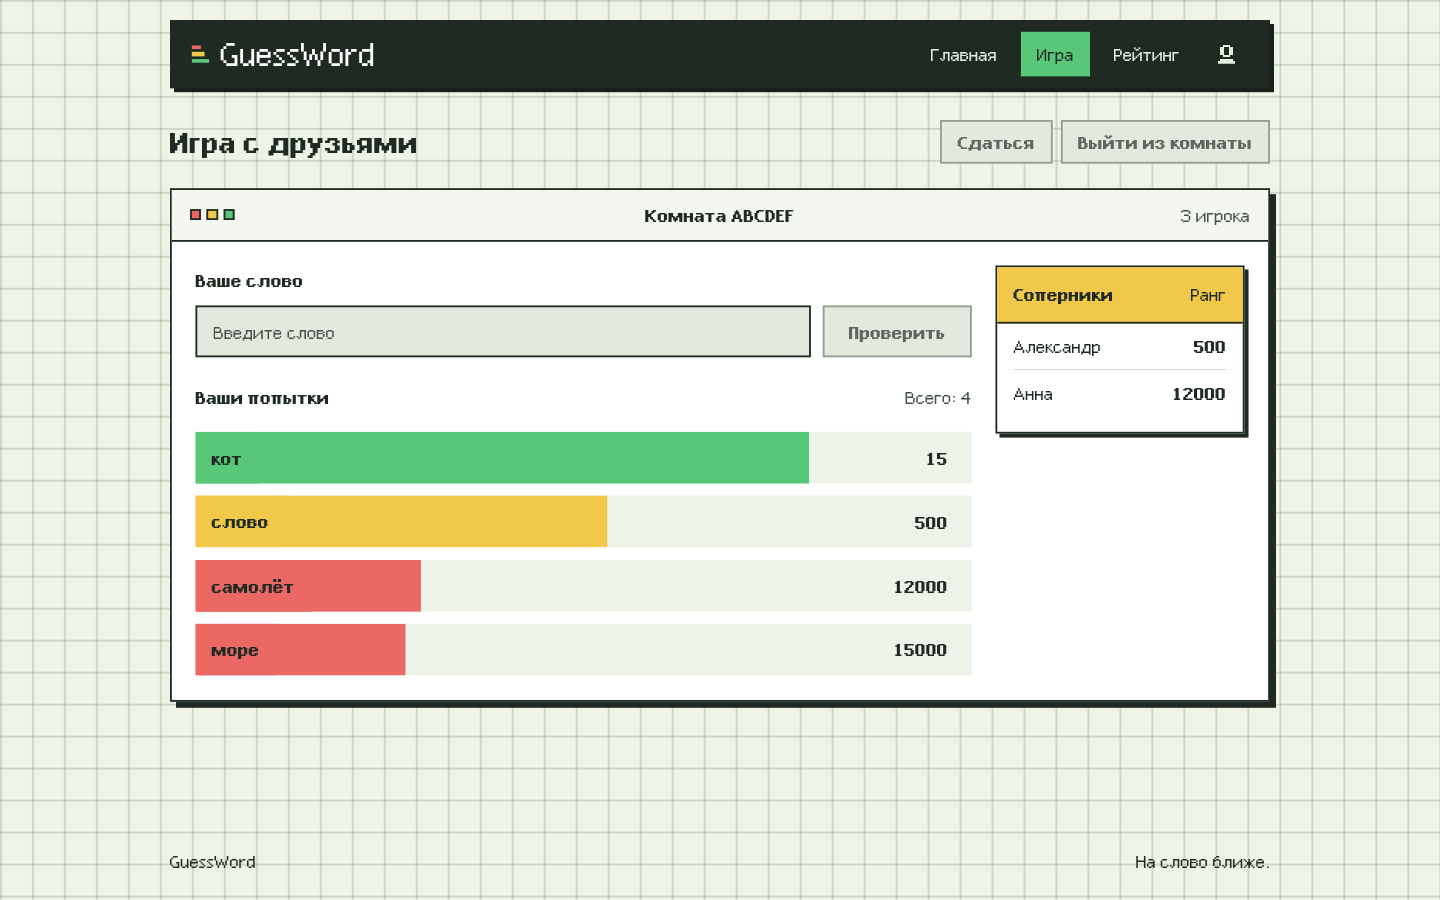 GuessWord
Главная Игра Рейтинг
Игра с друзьями
Сдаться Выйти из комнаты
Комната ABCDEF
3 игрока
Ваше слово
Введите слово
Проверить
Ваши попытки
Всего: 4
кот 15
слово 500
самолёт 12000
море 15000
Соперники Ранг
Александр 500
Анна 12000
GuessWord
На слово ближе.